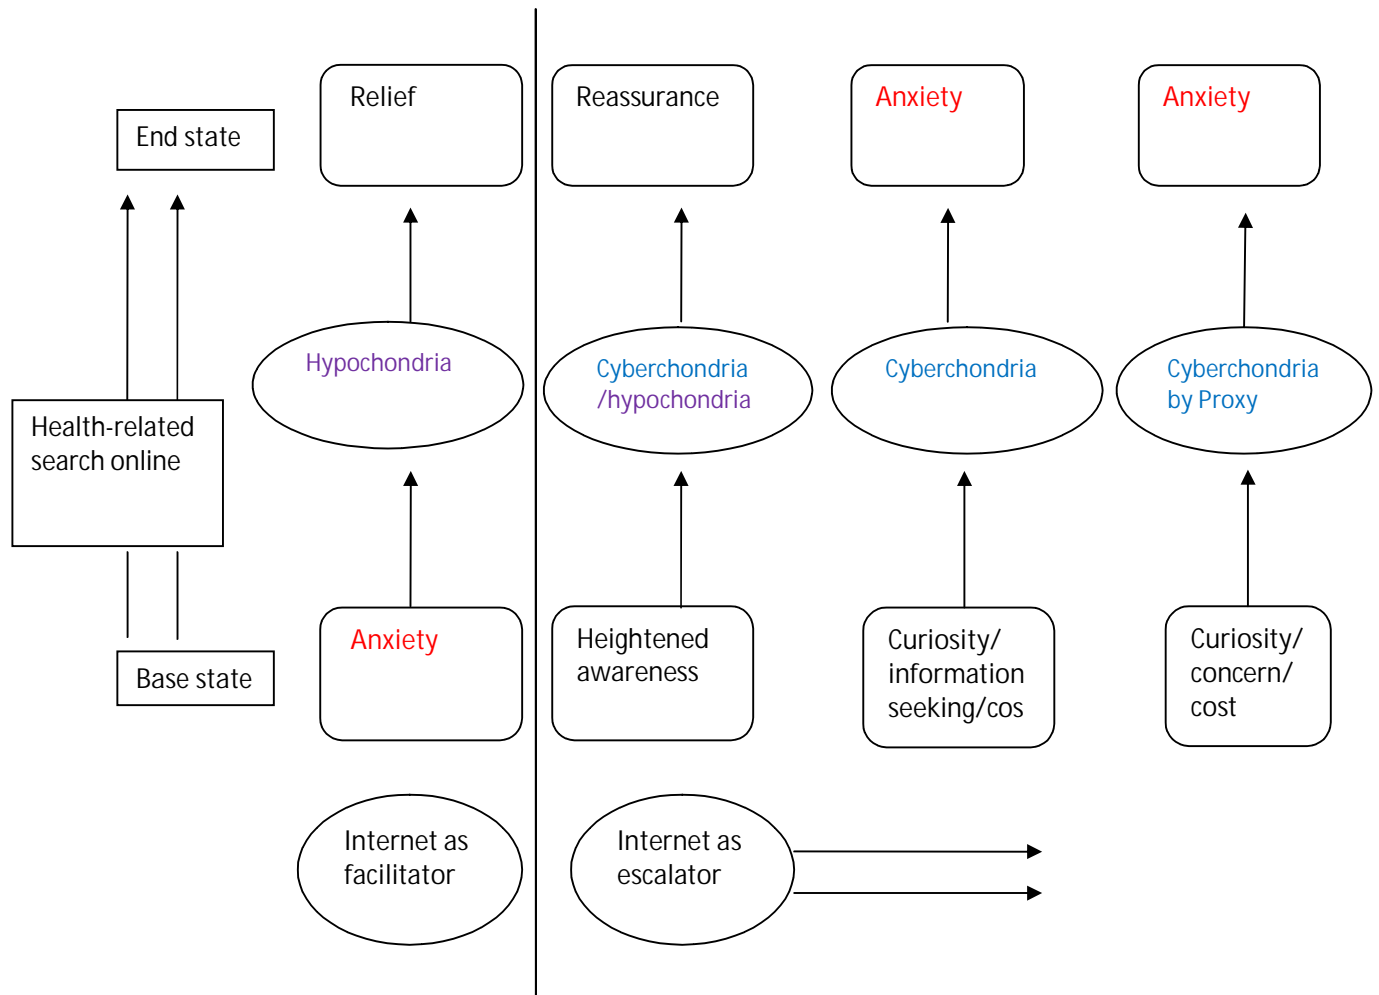 Relief
Reassurance
Anxiety
Anxiety
End state
Hypochondria
Cyberchondria
/hypochondria
Cyberchondria
Cyberchondria
by Proxy
Health-related
search online
Anxiety
Heightened
awareness
Curiosity/
information
seeking/cos
Curiosity/
concern/
cost
Base state
Internet as
facilitator
Internet as
escalator